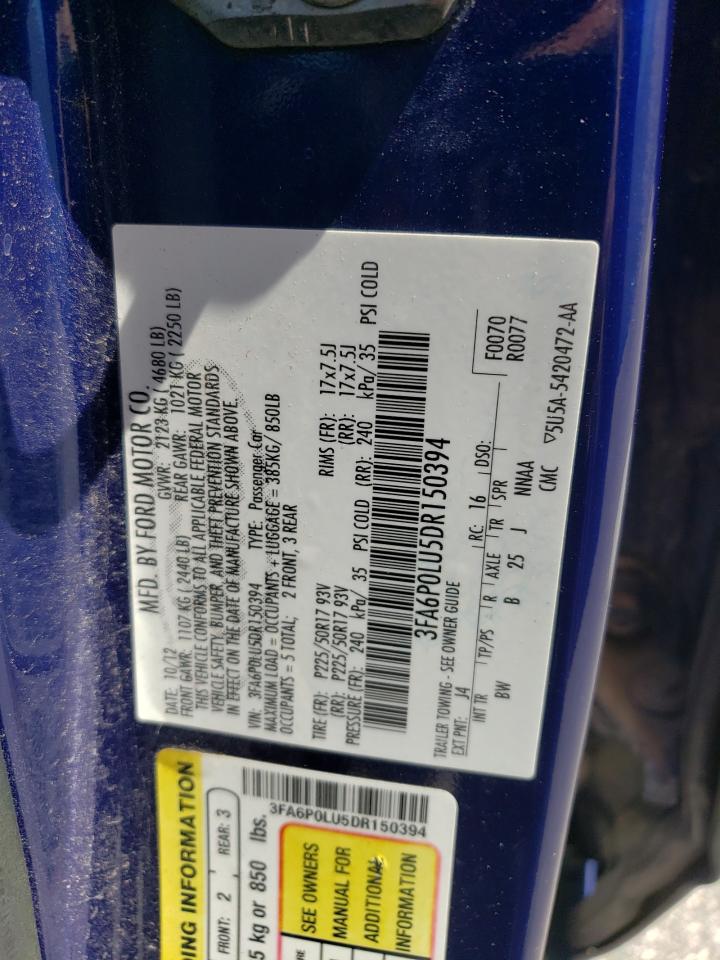 MFD. BY FORD MOTOR CO.
DATE: 10/12 GVWR: 2123 KG ( 4680 LB)
FRONT GAWR: 1107 KG ( 2440 LB) REAR GAWR: 1021 KG ( 2250 LB)
THIS VEHICLE CONFORMS TO ALL APPLICABLE FEDERAL MOTOR
VEHICLE SAFETY, BUMPER, AND THEFT PREVENTION STANDARDS
IN EFFECT ON THE DATE OF MANUFACTURE SHOWN ABOVE.
VIN: 3FA6P0LU5DR150394 TYPE: Passenger Car
MAXIMUM LOAD = OCCUPANTS + LUGGAGE = 385KG/ 850LB
OCCUPANTS = 5 TOTAL; 2 FRONT, 3 REAR
TIRE (FR): P225/50R17 93V RIMS (FR): 17x7.5J
(RR): P225/50R17 93V (RR): 17x7.5J
PRESSURE (FR): 240 kPa/ 35 PSI COLD (RR): 240 kPa/ 35 PSI COLD
3FA6P0LU5DR150394
TRAILER TOWING - SEE OWNER GUIDE
EXT PNT: J4 RC: 16 DSO: F0070
R0077
INT TR TP/PS R AXLE TR SPR
BW B 25 J NNAA
CMC ▽5U5A-5420472-AA
DING INFORMATION
FRONT: 2 REAR: 3
5 kg or 850 lbs.
3FA6P0LU5DR150394
SEE OWNERS
MANUAL FOR
ADDITIONAL
INFORMATION